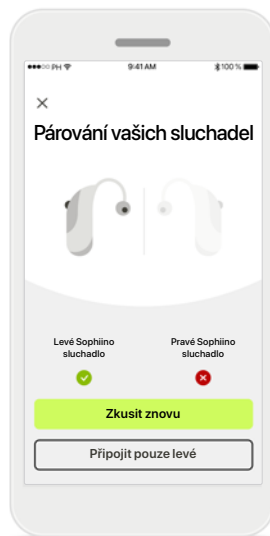 PH 9:41 AM 100 %
Párování vašich sluchadel
Levé Sophiino Pravé Sophiino
sluchadlo sluchadlo
Zkusit znovu
Připojit pouze levé